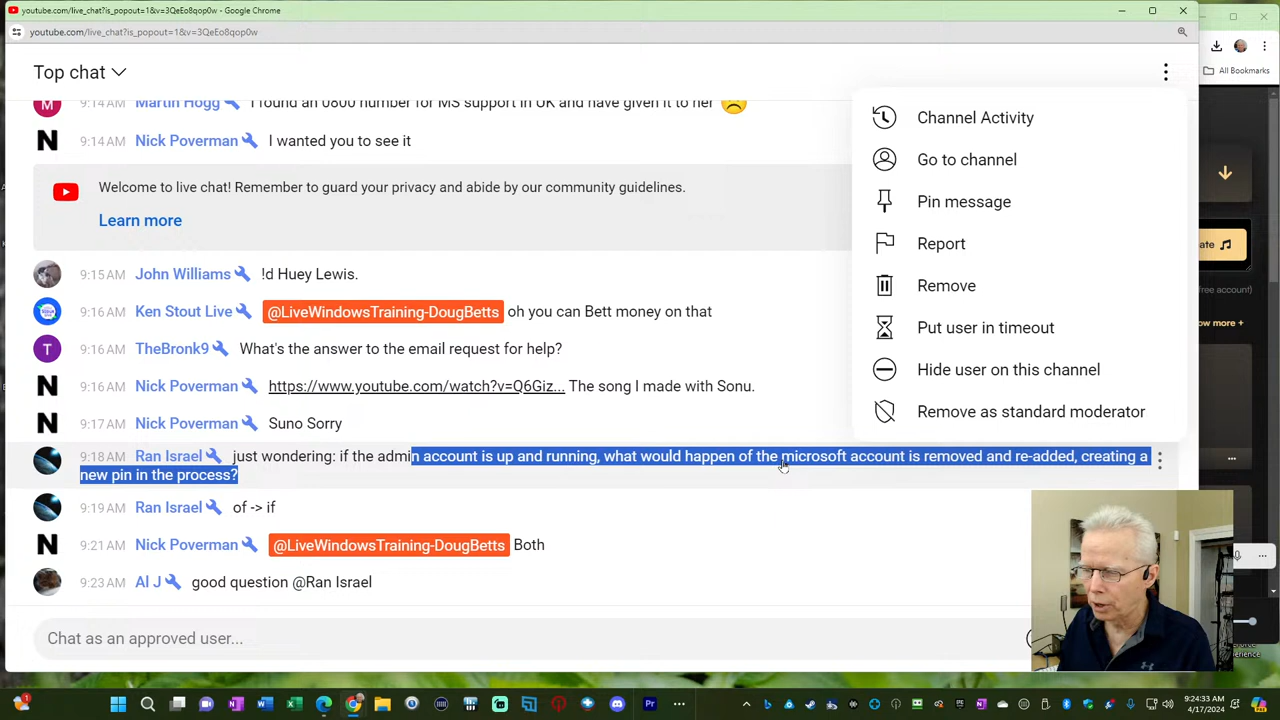 youtube.com/live_chat?is_popout=1&v=3QeEo8qop0w - Google Chrome
youtube.com/live_chat?is_popout=1&v=3QeEo8qop0w
All Bookmarks
Top chat
M 9:14 AM Martin Hogg I found an 0800 number for MS support in UK and have given it to her
N 9:14 AM Nick Poverman I wanted you to see it
Welcome to live chat! Remember to guard your privacy and abide by our community guidelines.
Learn more
9:15 AM John Williams !d Huey Lewis.
9:16 AM Ken Stout Live @LiveWindowsTraining-DougBetts oh you can Bett money on that
T 9:16 AM TheBronk9 What's the answer to the email request for help?
N 9:16 AM Nick Poverman https://www.youtube.com/watch?v=Q6Giz... The song I made with Sonu.
N 9:17 AM Nick Poverman Suno Sorry
9:18 AM Ran Israel just wondering: if the admin account is up and running, what would happen of the microsoft account is removed and re-added, creating a
new pin in the process?
9:19 AM Ran Israel of -> if
N 9:21 AM Nick Poverman @LiveWindowsTraining-DougBetts Both
9:23 AM Al J good question @Ran Israel
Chat as an approved user...
Channel Activity
Go to channel
Pin message
Report
Remove
Put user in timeout
Hide user on this channel
Remove as standard moderator
ate
free account)
ow more +
9:24:33 AM
4/17/2024